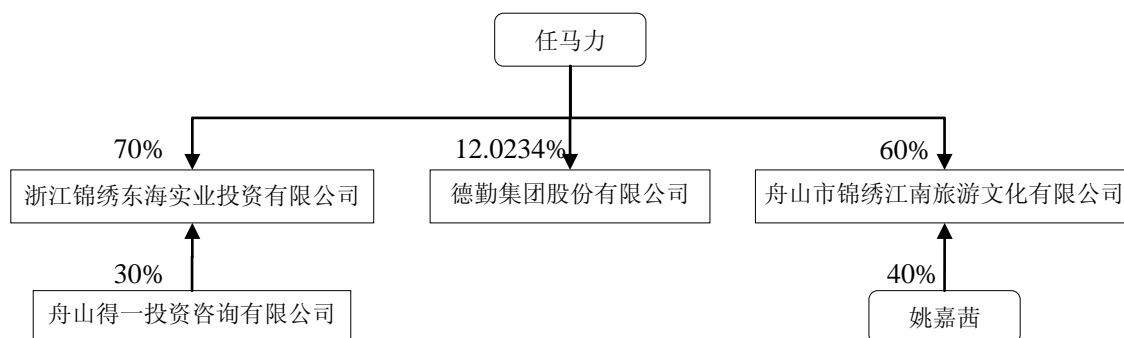 任马力
70%
12.0234%
60%
浙江锦绣东海实业投资有限公司
德勤集团股份有限公司
舟山市锦绣江南旅游文化有限公司
30%
40%
舟山得一投资咨询有限公司
姚嘉茜